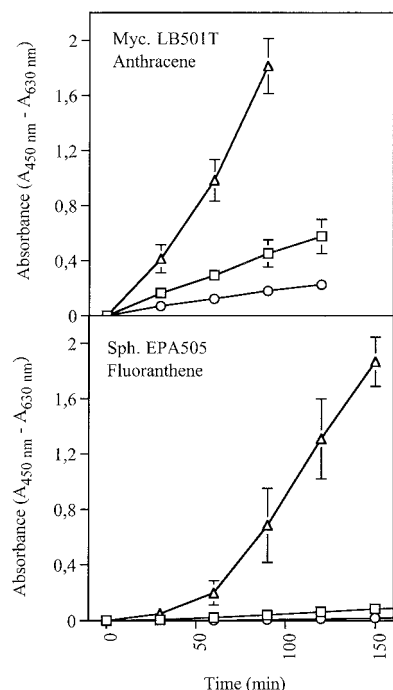 Absorbance (A450 nm - A630 nm)
2
1,6
1,2
0,8
0,4
0
Myc. LB501T
Anthracene
Absorbance (A450 nm - A630 nm)
2
1,6
1,2
0,8
0,4
0
Sph. EPA505
Fluoranthene
0
50
100
150
Time (min)